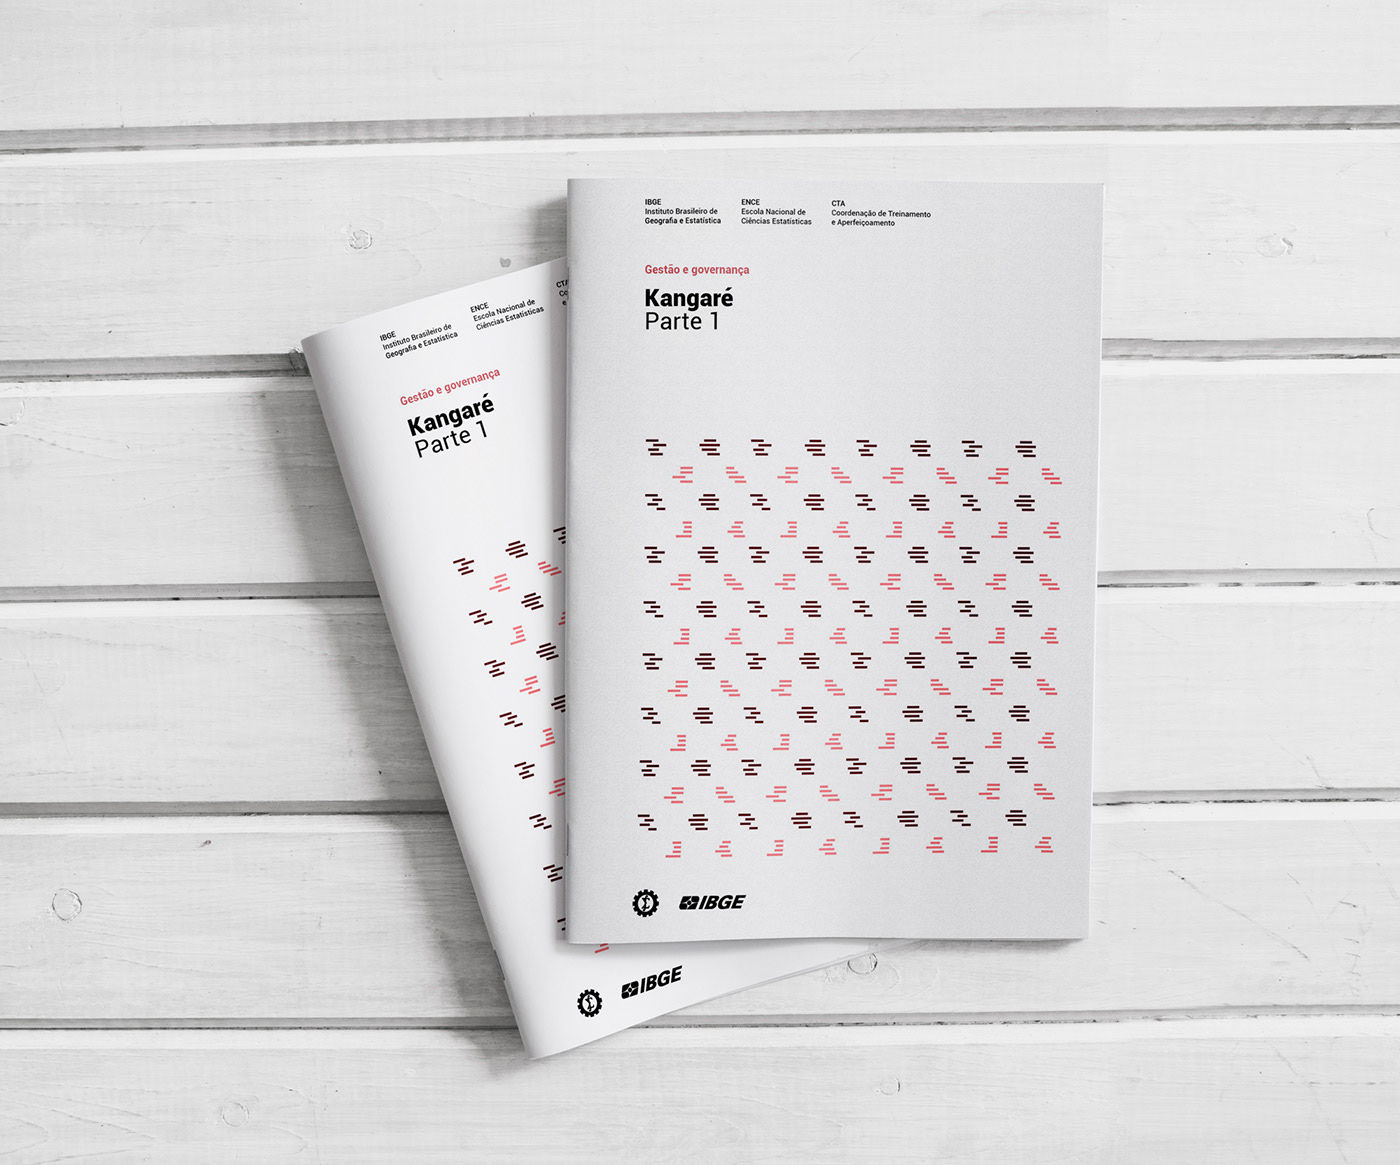 IBGE
Instituto Brasileiro de
Geografia e Estatística
ENCE
Escola Nacional de
Ciências Estatísticas
CTA
Coordenação de Treinamento
e Aperfeiçoamento
Gestão e governança
Kangaré
Parte 1
IBGE
IBGE
Instituto Brasileiro de
Geografia e Estatística
ENCE
Escola Nacional de
Ciências Estatísticas
CTA
Co
e
Gestão e governança
Kangaré
Parte 1
IBGE